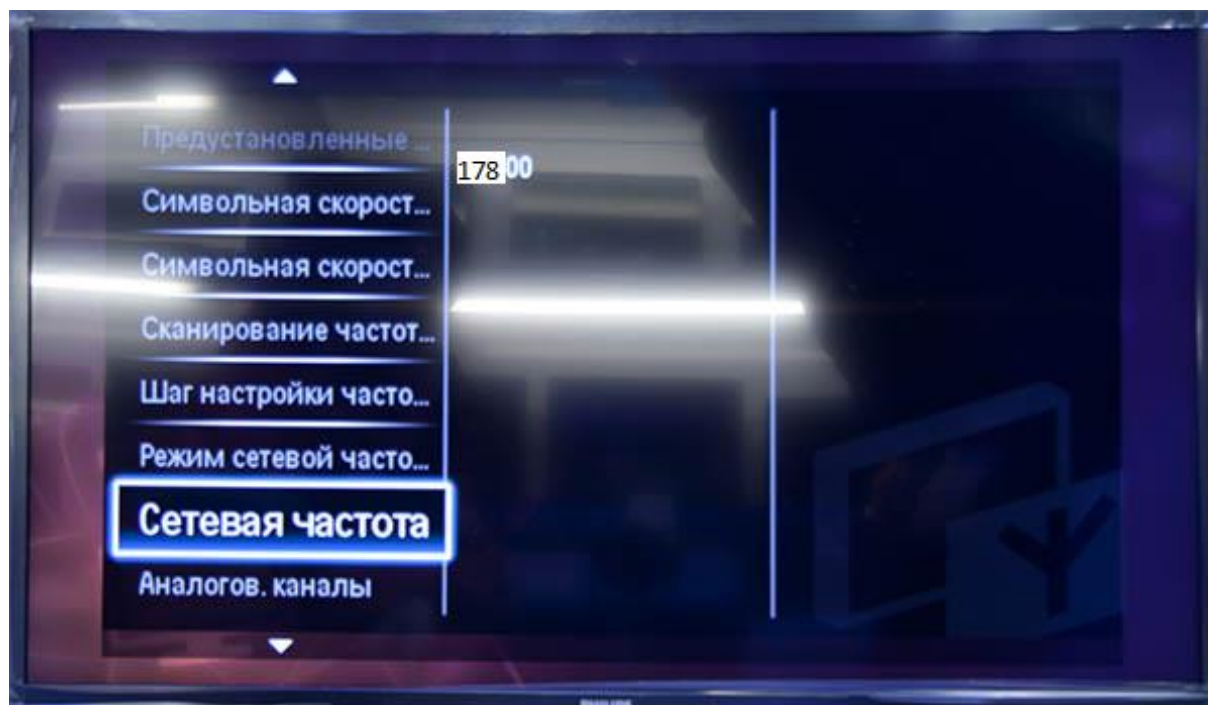 Предустановленные ...
Символьная скорост...
Символьная скорост...
Сканирование частот...
Шаг настройки часто...
Режим сетевой часто...
Сетевая частота
Аналогов. каналы
178 00